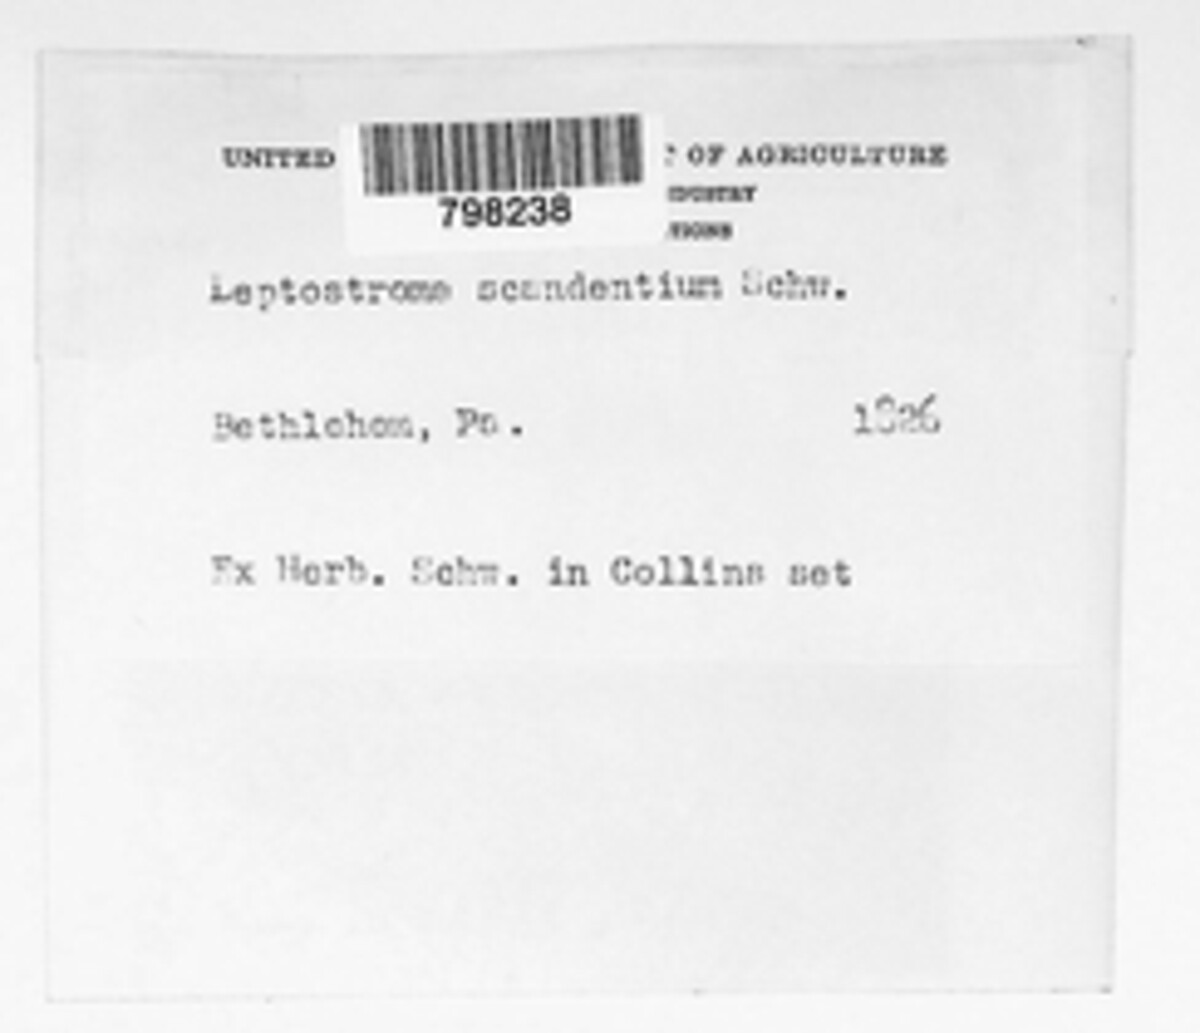 UNITED OF AGRICULTURE
798238
Leptostroma scandentium Schw.
Bethlehem, Pa. 1826
Ex Herb. Schw. in Collins set